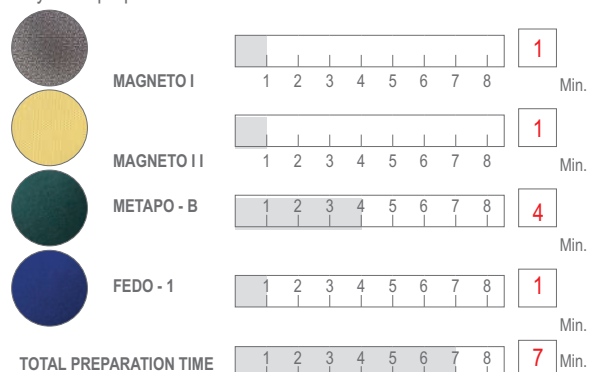 1
MAGNETO I
1 2 3 4 5 6 7 8
Min.
1
MAGNETO I I
1 2 3 4 5 6 7 8
Min.
METAPO - B
1 2 3 4 5 6 7 8
4
Min.
FEDO - 1
1 2 3 4 5 6 7 8
1
Min.
TOTAL PREPARATION TIME
1 2 3 4 5 6 7 8
7 Min.